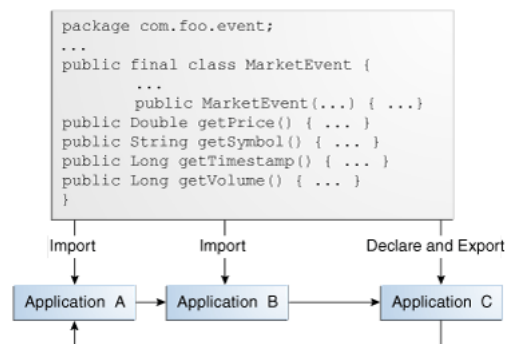 package com.foo.event;
...
public final class MarketEvent {
...
public MarketEvent(...) { ...}
public Double getPrice() { ... }
public String getSymbol() { ... }
public Long getTimestamp() { ... }
public Long getVolume() { ... }
}
Import Import Declare and Export
Application A Application B Application C